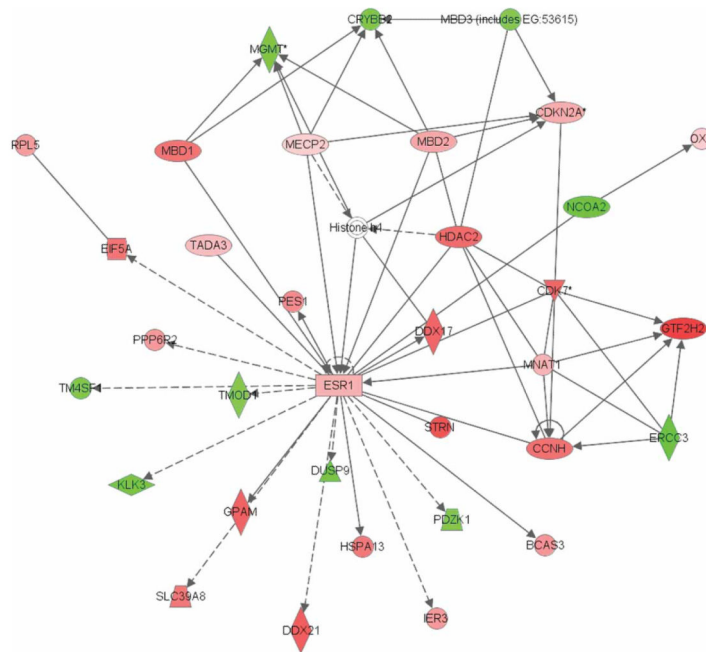 CRYBB2
MBD3 (includes EG:53615)
MGMT*
CDKN2A*
RPL5
MBD1
MECP2
MBD2
OX
NCOA2
Histone h4
HDAC2
EIF5A
TADA3
CDK7*
PES1
DDX17
GTF2H2
PPP6R2
MNAT1
TM4SF
TMOD1
ESR1
STRN
ERCC3
CCNH
DUSP9
KLK3
GPAM
PDZK1
HSPA13
BCAS3
SLC39A8
IER3
DDX21